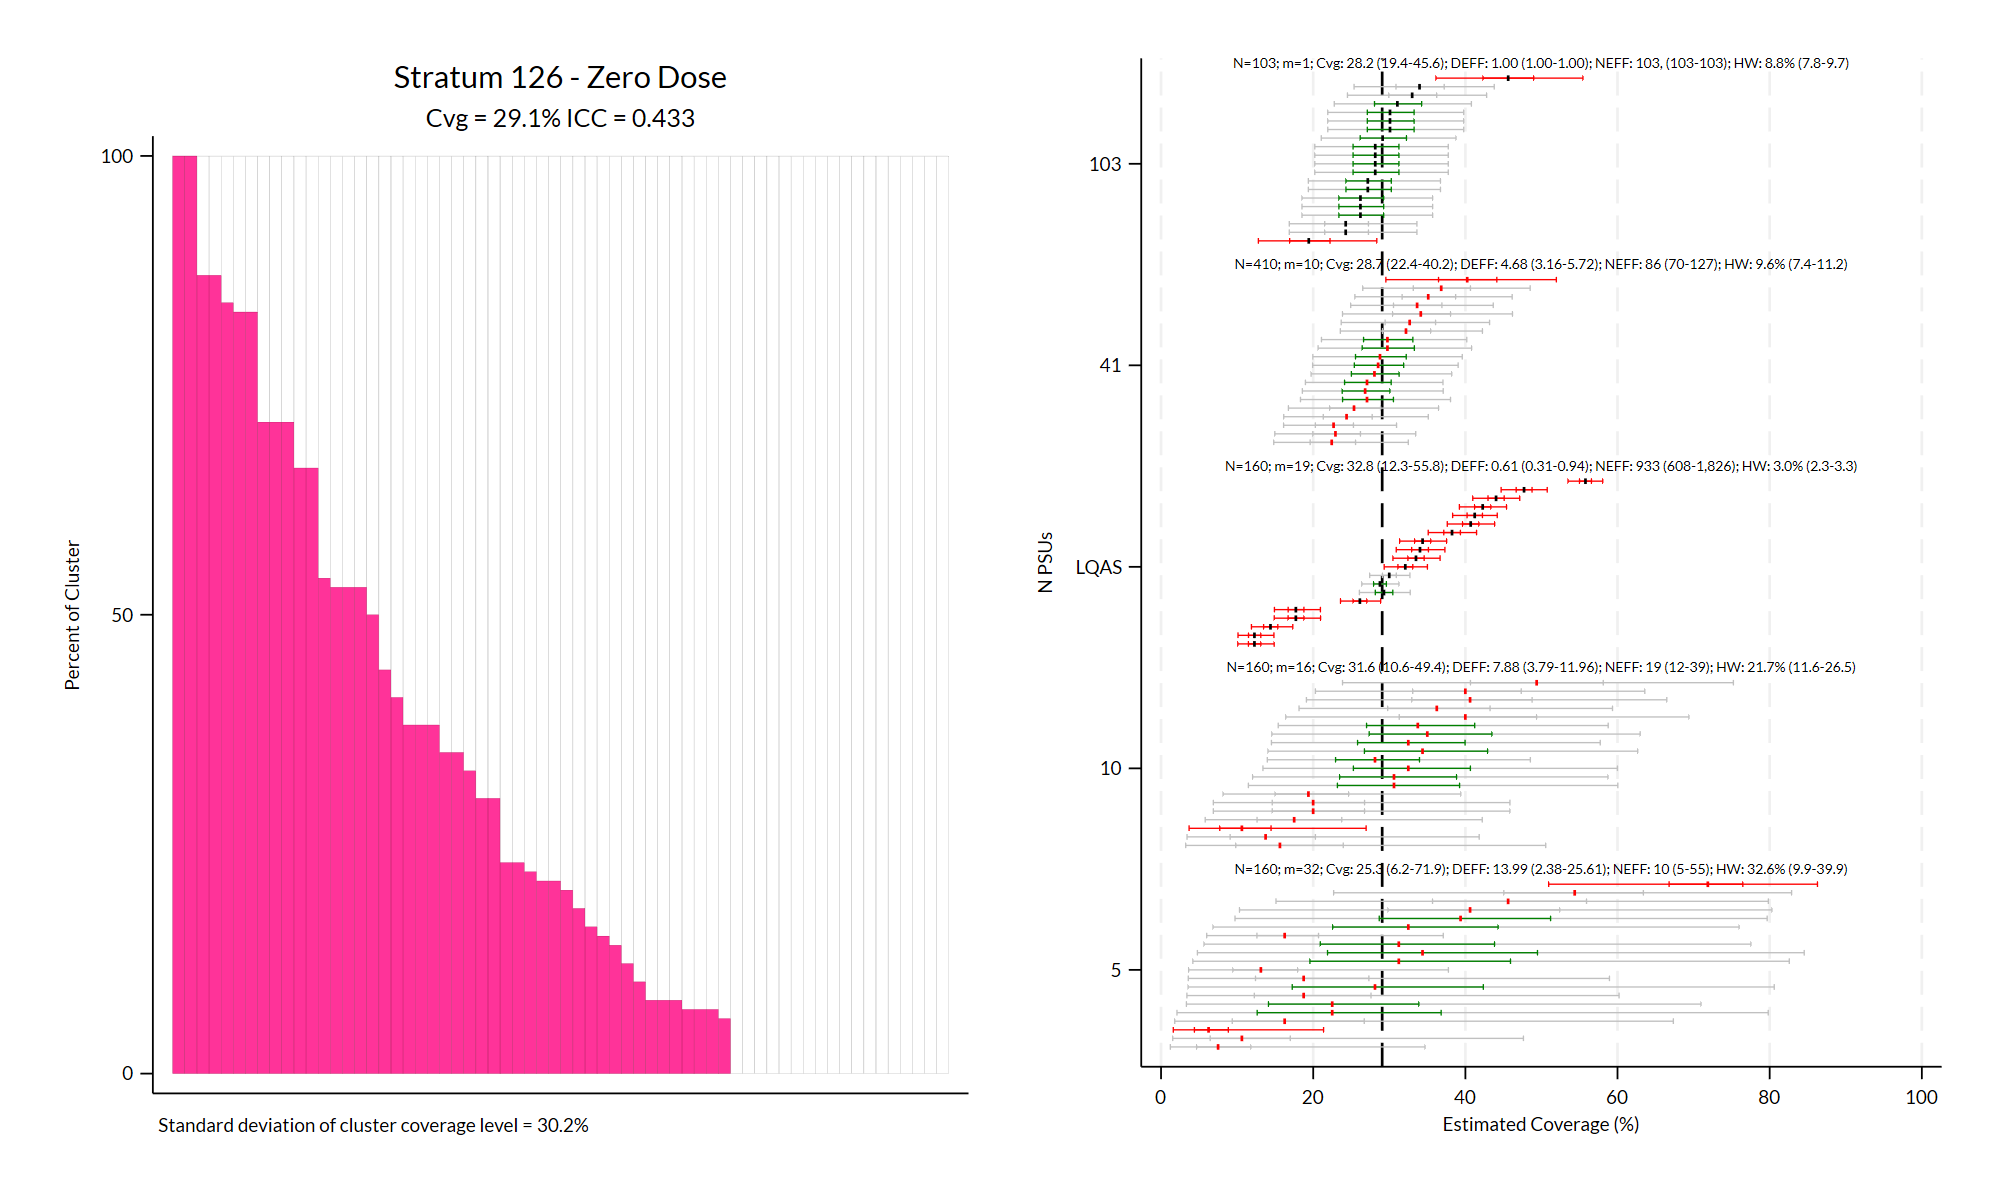 Stratum 126 - Zero Dose
Cvg = 29.1% ICC = 0.433
Percent of Cluster
100
50
0
Standard deviation of cluster coverage level = 30.2%
N PSUs
N=103; m=1; Cvg: 28.2 (19.4-45.6); DEFF: 1.00 (1.00-1.00); NEFF: 103, (103-103); HW: 8.8% (7.8-9.7)
103
N=410; m=10; Cvg: 28.7 (22.4-40.2); DEFF: 4.68 (3.16-5.72); NEFF: 86 (70-127); HW: 9.6% (7.4-11.2)
41
N=160; m=19; Cvg: 32.8 (12.3-55.8); DEFF: 0.61 (0.31-0.94); NEFF: 933 (608-1,826); HW: 3.0% (2.3-3.3)
LQAS
N=160; m=16; Cvg: 31.6 (10.6-49.4); DEFF: 7.88 (3.79-11.96); NEFF: 19 (12-39); HW: 21.7% (11.6-26.5)
10
N=160; m=32; Cvg: 25.3 (6.2-71.9); DEFF: 13.99 (2.38-25.61); NEFF: 10 (5-55); HW: 32.6% (9.9-39.9)
5
0 20 40 60 80 100
Estimated Coverage (%)